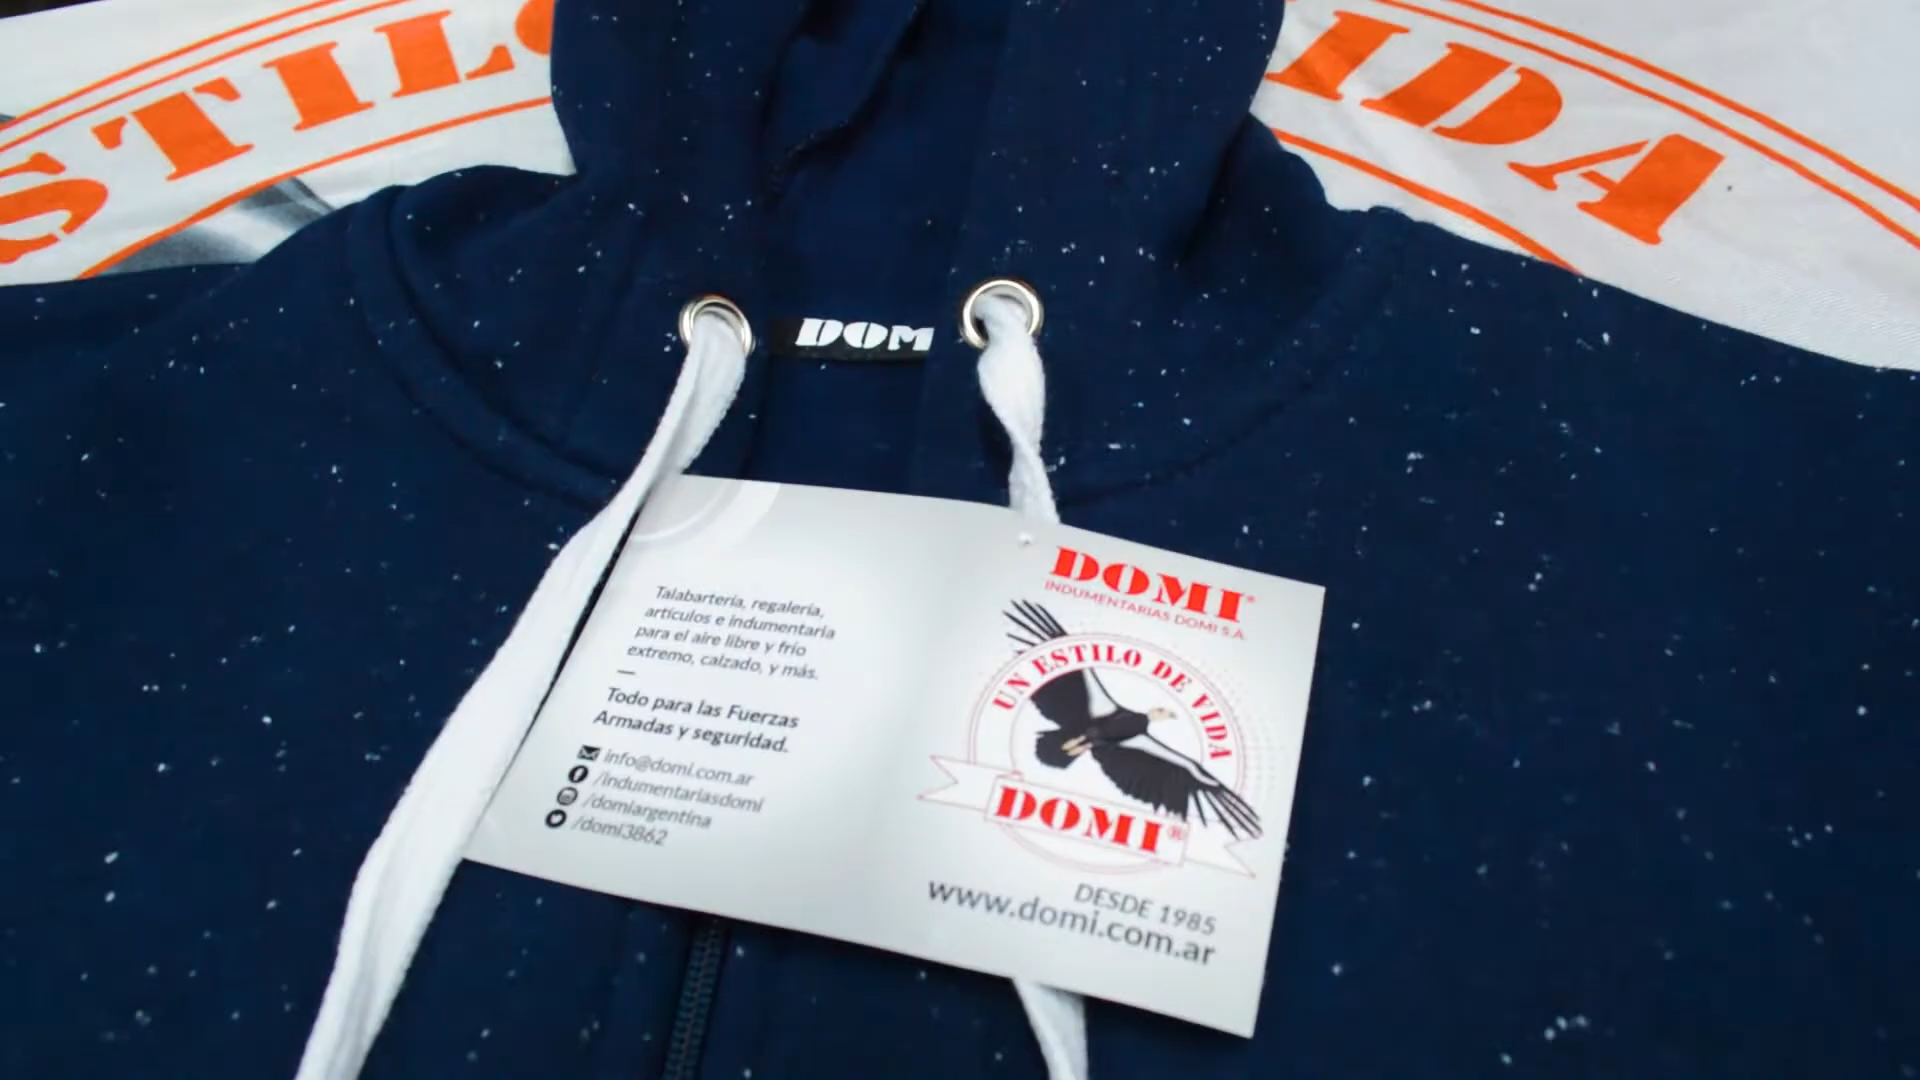 STILO
VIDA
DOM
Talabartería, regalería,
artículos e indumentaria
para el aire libre y frío
extremo, calzado, y más.
Todo para las Fuerzas
Armadas y seguridad.
info@domi.com.ar
/indumentariasdomi
/domiargentina
/domi3862
DOMI®
INDUMENTARIAS DOMI S.A.
UN ESTILO DE VIDA
DOMI®
DESDE 1985
www.domi.com.ar